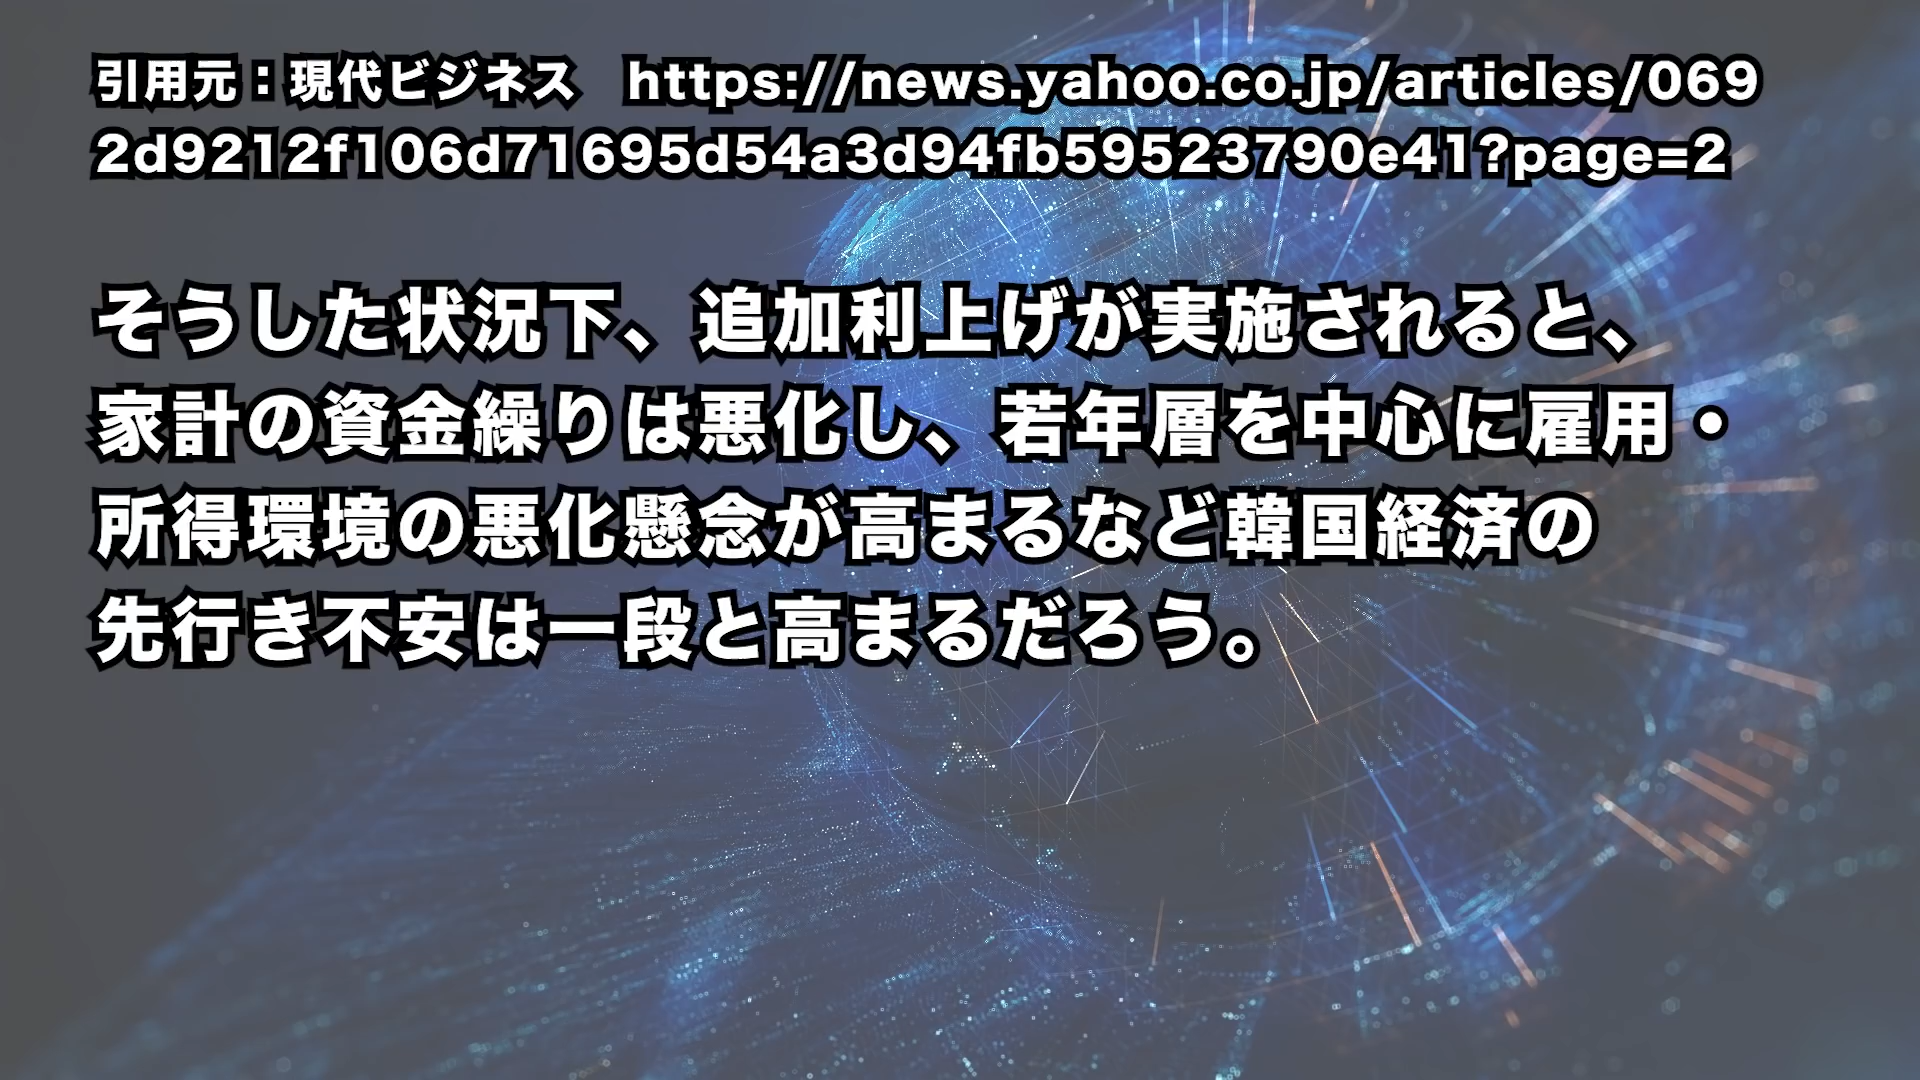 引用元：現代ビジネス　https://news.yahoo.co.jp/articles/069
2d9212f106d71695d54a3d94fb59523790e41?page=2
そうした状況下、追加利上げが実施されると、
家計の資金繰りは悪化し、若年層を中心に雇用・
所得環境の悪化懸念が高まるなど韓国経済の
先行き不安は一段と高まるだろう。